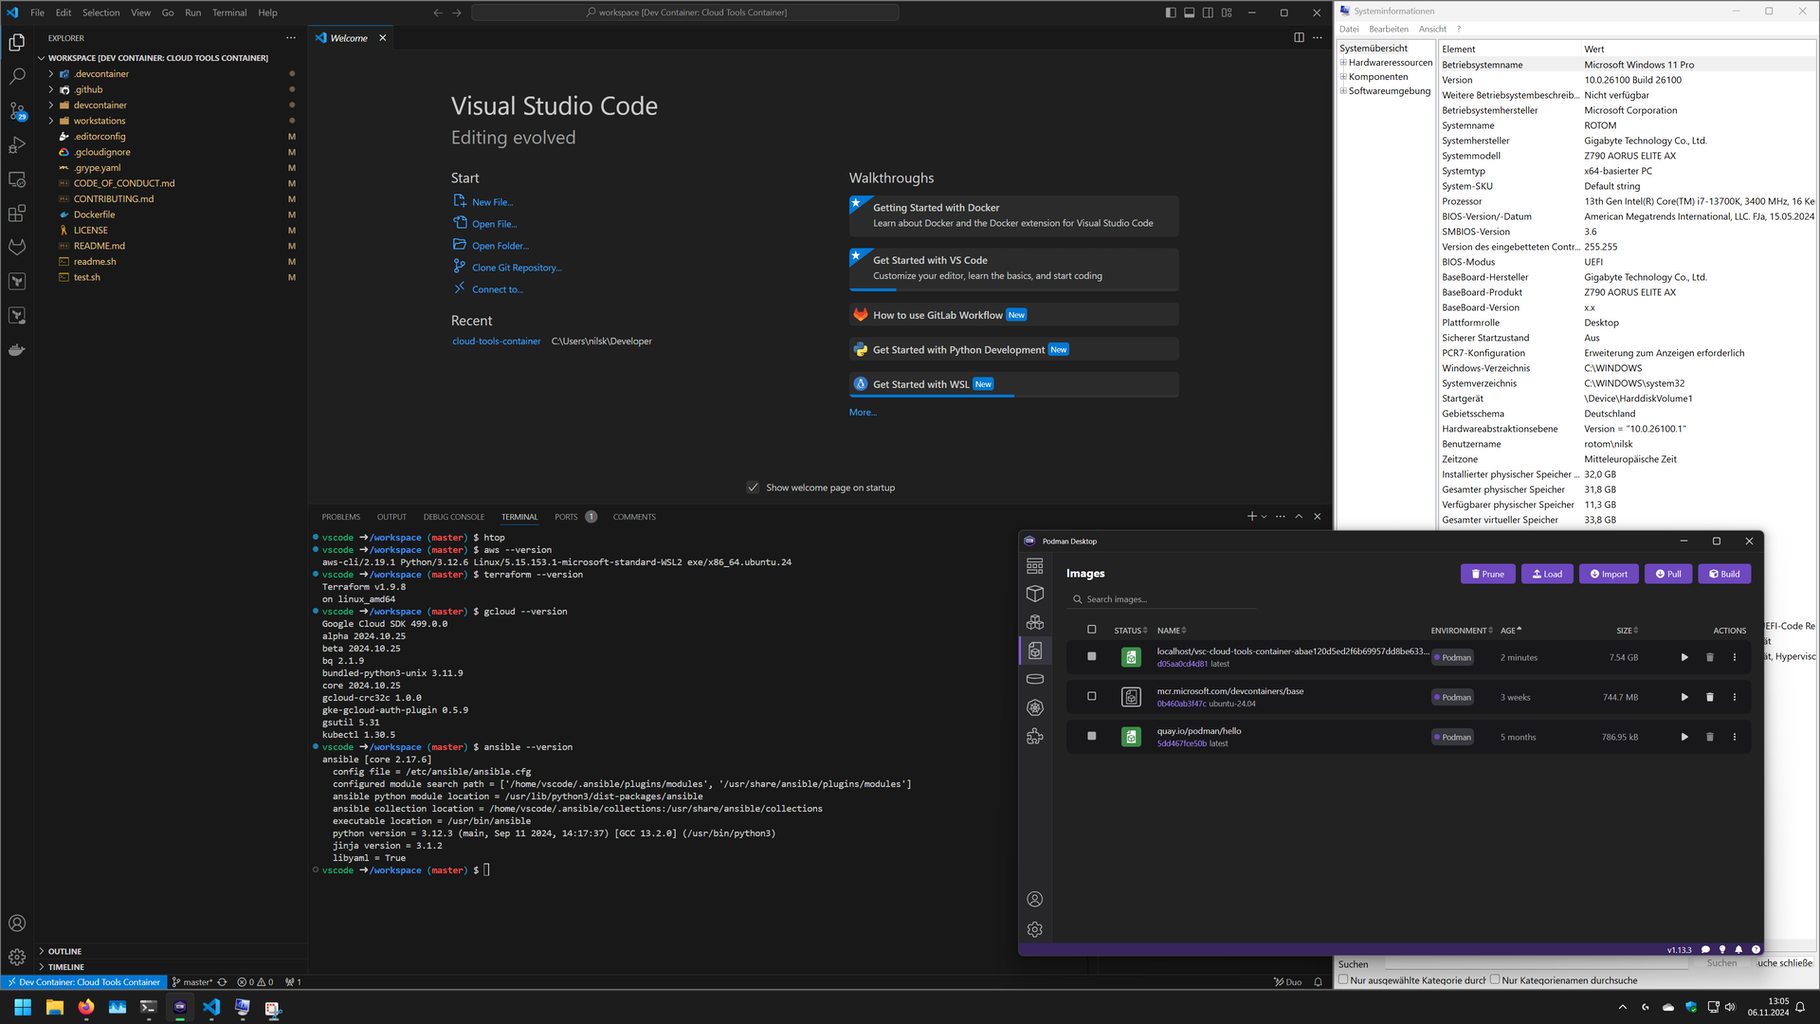 File Edit Selection View Go Run Terminal Help
workspace [Dev Container: Cloud Tools Container]
EXPLORER
WORKSPACE [DEV CONTAINER: CLOUD TOOLS CONTAINER]
.devcontainer
.github
devcontainer
workstations
.editorconfig M
.gcloudignore M
.grype.yaml M
CODE_OF_CONDUCT.md M
CONTRIBUTING.md M
Dockerfile M
LICENSE M
README.md M
readme.sh M
test.sh M
29
OUTLINE
TIMELINE
Welcome
Visual Studio Code
Editing evolved
Start
New File...
Open File...
Open Folder...
Clone Git Repository...
Connect to...
Recent
cloud-tools-container C:\Users\nilsk\Developer
Walkthroughs
Getting Started with Docker
Learn about Docker and the Docker extension for Visual Studio Code
Get Started with VS Code
Customize your editor, learn the basics, and start coding
How to use GitLab Workflow New
Get Started with Python Development New
Get Started with WSL New
More...
Show welcome page on startup
PROBLEMS OUTPUT DEBUG CONSOLE TERMINAL PORTS 1 COMMENTS
vscode ➜/workspace (master) $ htop
vscode ➜/workspace (master) $ aws --version
aws-cli/2.19.1 Python/3.12.6 Linux/5.15.153.1-microsoft-standard-WSL2 exe/x86_64.ubuntu.24
vscode ➜/workspace (master) $ terraform --version
Terraform v1.9.8
on linux_amd64
vscode ➜/workspace (master) $ gcloud --version
Google Cloud SDK 499.0.0
alpha 2024.10.25
beta 2024.10.25
bq 2.1.9
bundled-python3-unix 3.11.9
core 2024.10.25
gcloud-crc32c 1.0.0
gke-gcloud-auth-plugin 0.5.9
gsutil 5.31
kubectl 1.30.5
vscode ➜/workspace (master) $ ansible --version
ansible [core 2.17.6]
config file = /etc/ansible/ansible.cfg
configured module search path = ['/home/vscode/.ansible/plugins/modules', '/usr/share/ansible/plugins/modules']
ansible python module location = /usr/lib/python3/dist-packages/ansible
ansible collection location = /home/vscode/.ansible/collections:/usr/share/ansible/collections
executable location = /usr/bin/ansible
python version = 3.12.3 (main, Sep 11 2024, 14:17:37) [GCC 13.2.0] (/usr/bin/python3)
jinja version = 3.1.2
libyaml = True
vscode ➜/workspace (master) $
Dev Container: Cloud Tools Container master* 0 0 1 Duo
Systeminformationen
Datei Bearbeiten Ansicht ?
Systemübersicht
Hardwareressourcen
Komponenten
Softwareumgebung
Element Wert
Betriebsystemname Microsoft Windows 11 Pro
Version 10.0.26100 Build 26100
Weitere Betriebsystembeschreib... Nicht verfügbar
Betriebsystemhersteller Microsoft Corporation
Systemname ROTOM
Systemhersteller Gigabyte Technology Co., Ltd.
Systemmodell Z790 AORUS ELITE AX
Systemtyp x64-basierter PC
System-SKU Default string
Prozessor 13th Gen Intel(R) Core(TM) i7-13700K, 3400 MHz, 16 Ke
BIOS-Version/-Datum American Megatrends International, LLC. FJa, 15.05.2024
SMBIOS-Version 3.6
Version des eingebetteten Contr... 255.255
BIOS-Modus UEFI
BaseBoard-Hersteller Gigabyte Technology Co., Ltd.
BaseBoard-Produkt Z790 AORUS ELITE AX
BaseBoard-Version x.x
Plattformrolle Desktop
Sicherer Startzustand Aus
PCR7-Konfiguration Erweiterung zum Anzeigen erforderlich
Windows-Verzeichnis C:\WINDOWS
Systemverzeichnis C:\WINDOWS\system32
Startgerät \Device\HarddiskVolume1
Gebietsschema Deutschland
Hardwareabstraktionsebene Version = "10.0.26100.1"
Benutzername rotom\nilsk
Zeitzone Mitteleuropäische Zeit
Installierter physischer Speicher ... 32,0 GB
Gesamter physischer Speicher 31,8 GB
Verfügbarer physischer Speicher 11,3 GB
Gesamter virtueller Speicher 33,8 GB
EFI-Code Re
ät
t, Hypervisc
Suchen Suchen uche schließe
Nur ausgewählte Kategorie durch Nur Kategorienamen durchsuche
Podman Desktop
Images
Prune Load Import Pull Build
Search images...
STATUS NAME ENVIRONMENT AGE SIZE ACTIONS
localhost/vsc-cloud-tools-container-abae120d5ed2f6b69957dd8be633...
d05aa0cd4d81 latest
Podman 2 minutes 7.54 GB
mcr.microsoft.com/devcontainers/base
0b460ab3f47c ubuntu-24.04
Podman 3 weeks 744.7 MB
quay.io/podman/hello
5dd467fce50b latest
Podman 5 months 786.95 kB
v1.13.3
13:05
06.11.2024